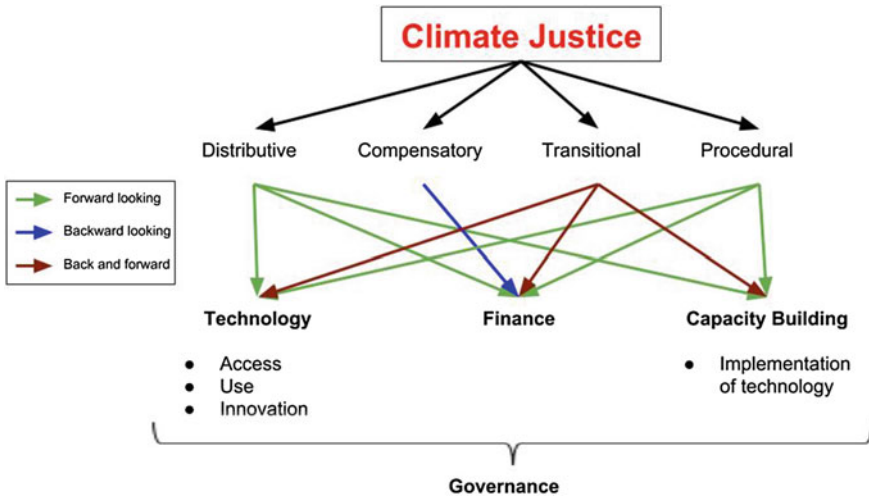 Climate Justice
Distributive
Compensatory
Transitional
Procedural
Forward looking
Backward looking
Back and forward
Technology
Finance
Capacity Building
● Access
● Use
● Innovation
● Implementation
of technology
Governance